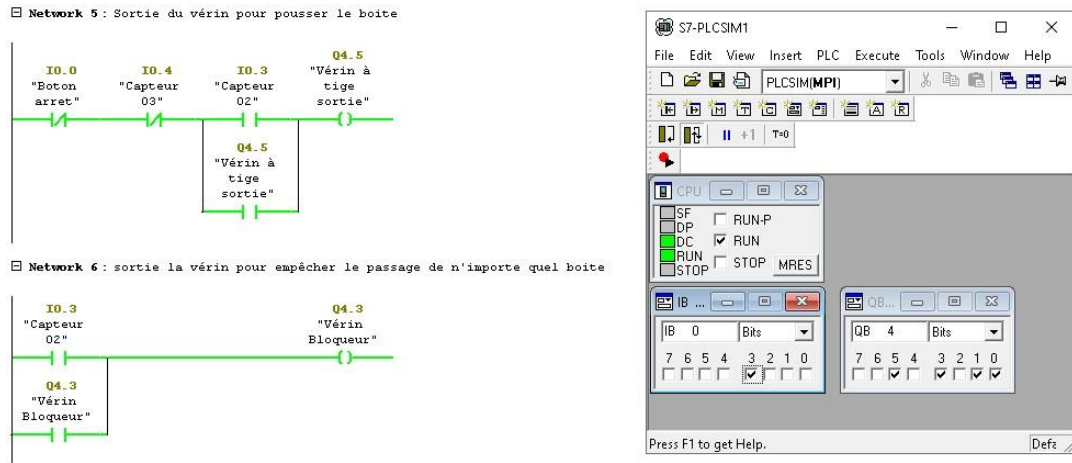 Network 5 : Sortie du vérin pour pousser le boite
Q4.5
I0.0 I0.4 I0.3 "Vérin à
"Boton "Capteur "Capteur tige
arret" 03" 02" sortie"
Q4.5
"Vérin à
tige
sortie"
Network 6 : sortie la vérin pour empêcher le passage de n'importe quel boite
I0.3 Q4.3
"Capteur "Vérin
02" Bloqueur"
Q4.3
"Vérin
Bloqueur"
S7-PLCSIM1
File Edit View Insert PLC Execute Tools Window Help
PLCSIM(MPI)
+1 T=0
CPU
SF
DP
DC
RUN
STOP
RUN-P
RUN
STOP MRES
IB ...
IB 0 Bits
7 6 5 4 3 2 1 0
QB...
QB 4 Bits
7 6 5 4 3 2 1 0
Press F1 to get Help.
Defa